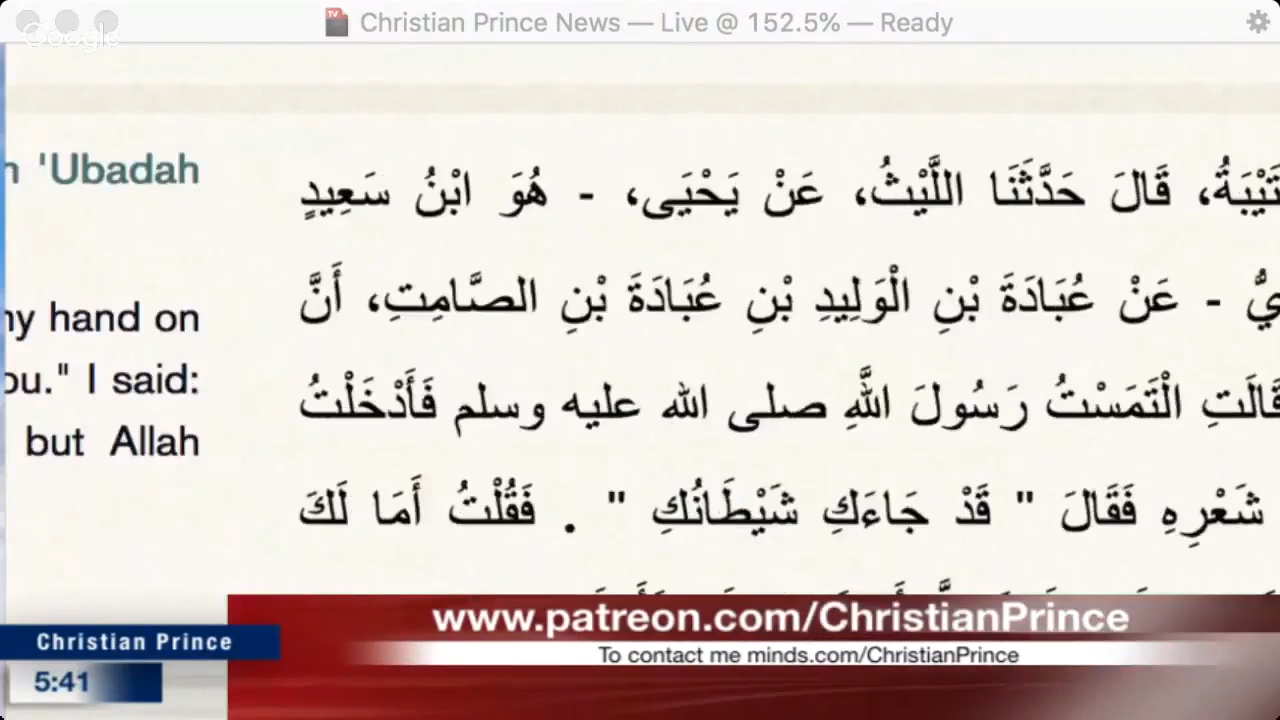 Christian Prince News — Live @ 152.5% — Ready
Google
'Ubadah
hand on
I said:
but Allah
قَالَ حَدَّثَنَا اللَّيْثُ، عَنْ يَحْيَى، - هُوَ ابْنُ سَعِيدٍ
- عَنْ عُبَادَةَ بْنِ الْوَلِيدِ بْنِ عُبَادَةَ بْنِ الصَّامِتِ، أَنَّ
قَالَتِ الْتَمَسْتُ رَسُولَ اللَّهِ صلى الله عليه وسلم فَأَدْخَلْتُ
شَعْرِهِ فَقَالَ " قَدْ جَاءَكِ شَيْطَانُكِ " . فَقُلْتُ أَمَا لَكَ
www.patreon.com/ChristianPrince
To contact me minds.com/ChristianPrince
Christian Prince
5:41